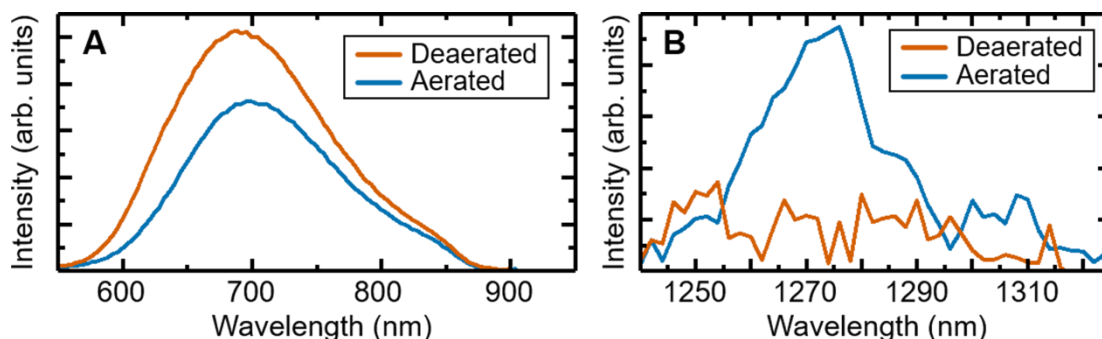 A
Deaerated
Aerated
Intensity (arb. units)
600 700 800 900
Wavelength (nm)
B
Deaerated
Aerated
Intensity (arb. units)
1250 1270 1290 1310
Wavelength (nm)